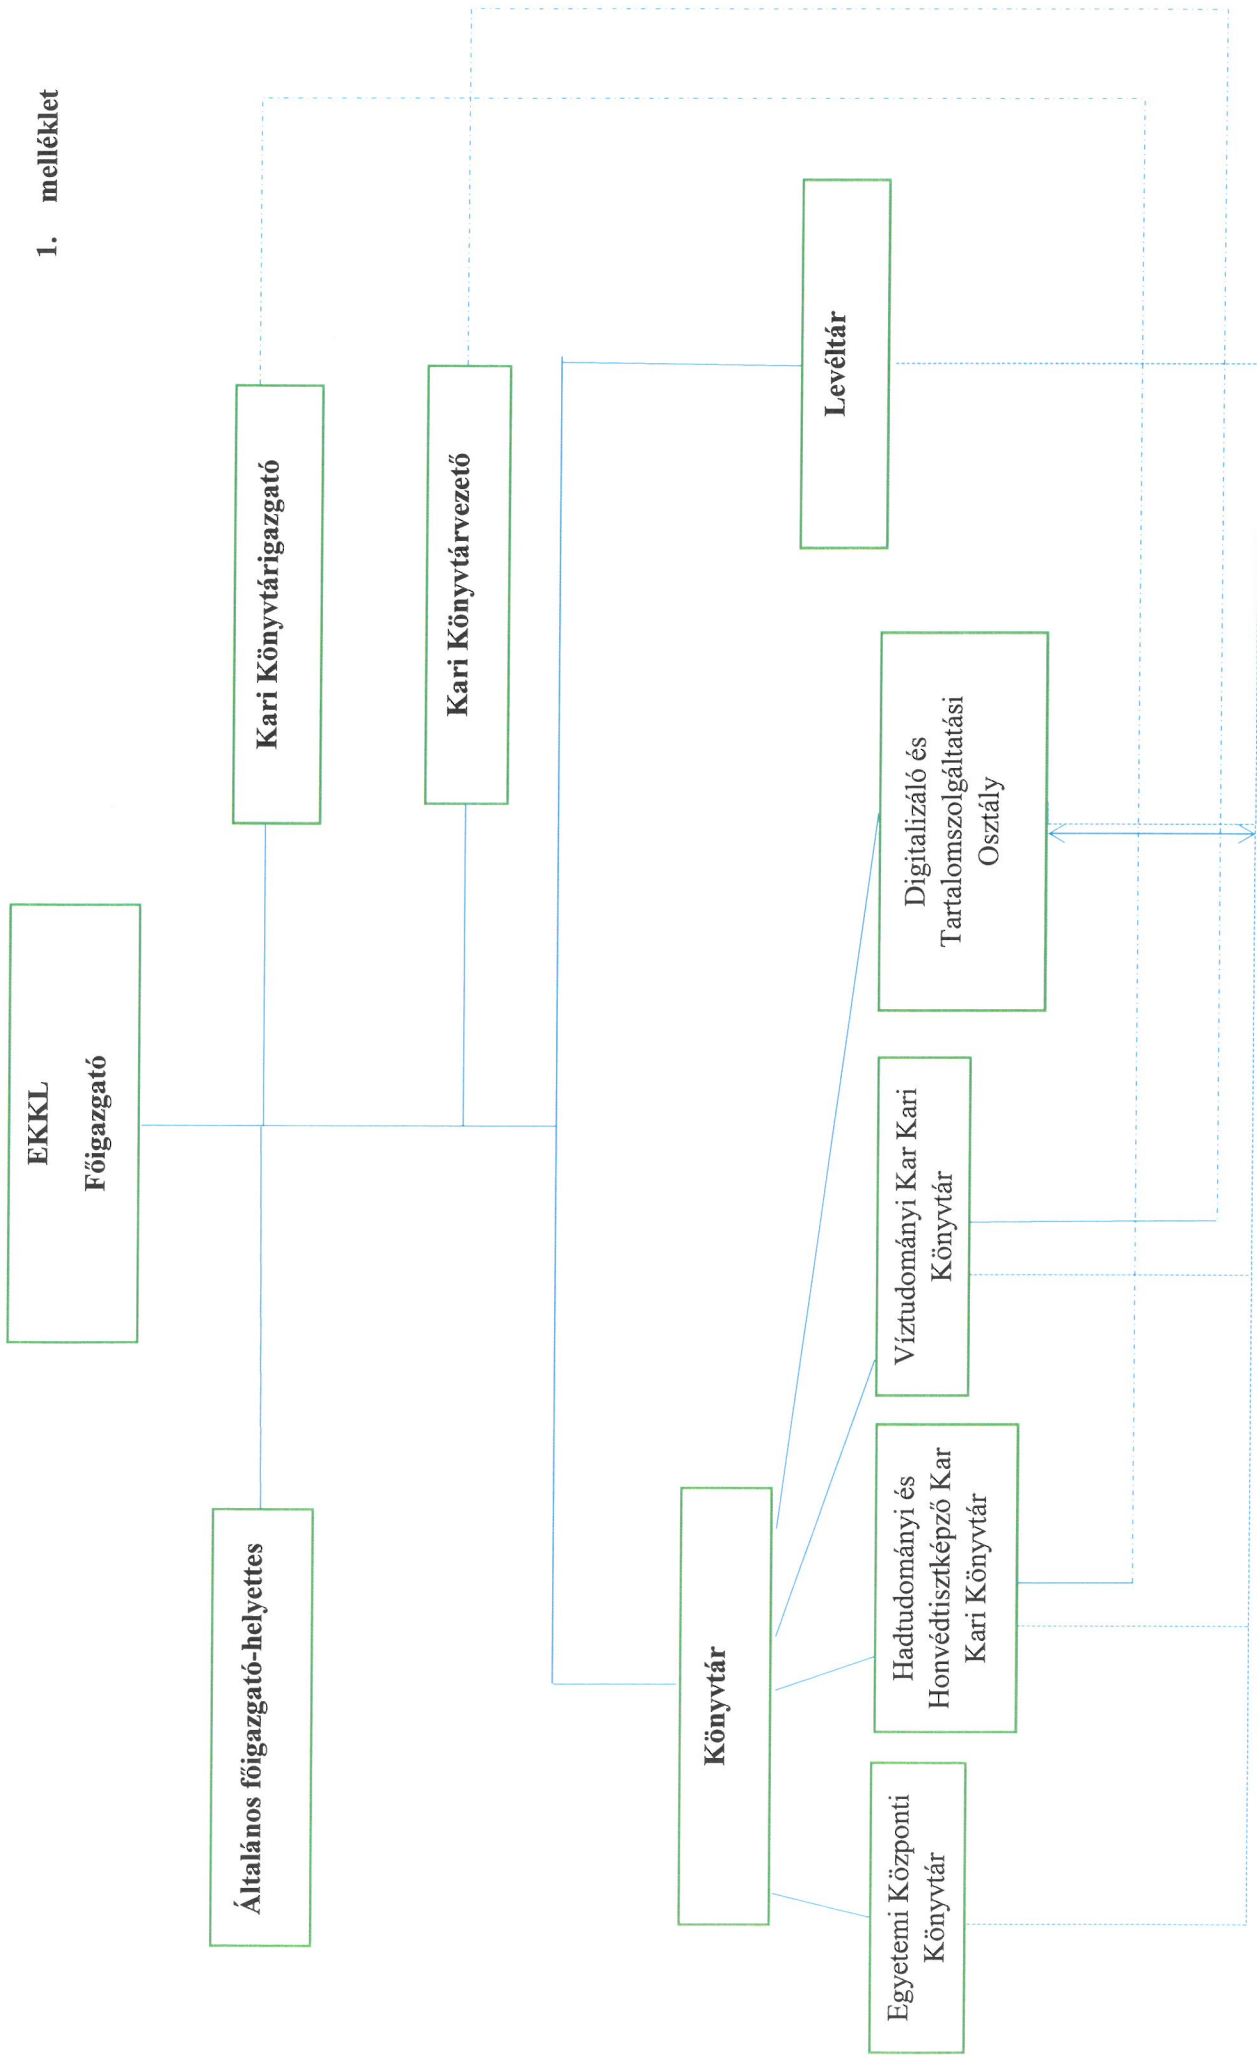 1. melléklet
EKKL
Főigazgató
Általános főigazgató-helyettes
Kari Könyvtárigazgató
Kari Könyvtárvezető
Könyvtár
Levéltár
Egyetemi Központi
Könyvtár
Hadtudományi és
Honvédtisztképző Kar
Kari Könyvtár
Víztudományi Kar Kari
Könyvtár
Digitalizáló és
Tartalomszolgáltatási
Osztály